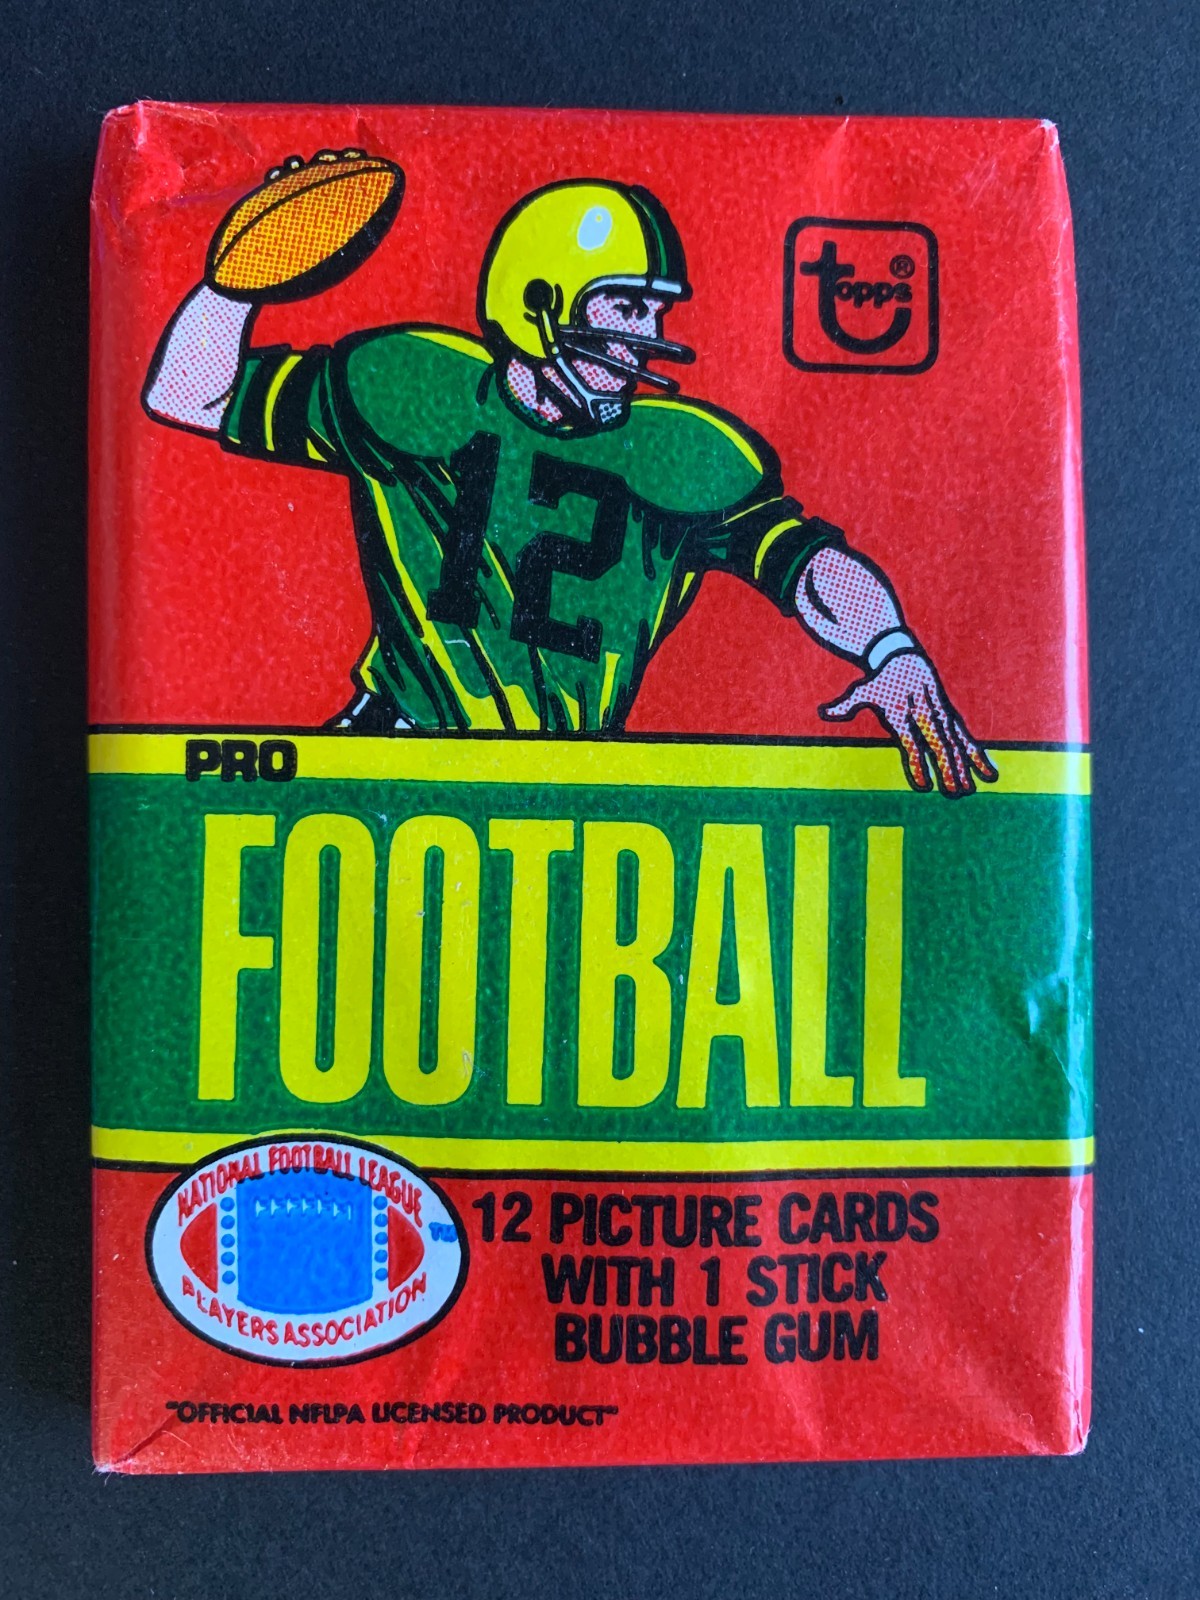 topps®
12
PRO
FOOTBALL
NATIONAL FOOTBALL LEAGUE
PLAYERS ASSOCIATION
TM
12 PICTURE CARDS
WITH 1 STICK
BUBBLE GUM
"OFFICIAL NFLPA LICENSED PRODUCT"